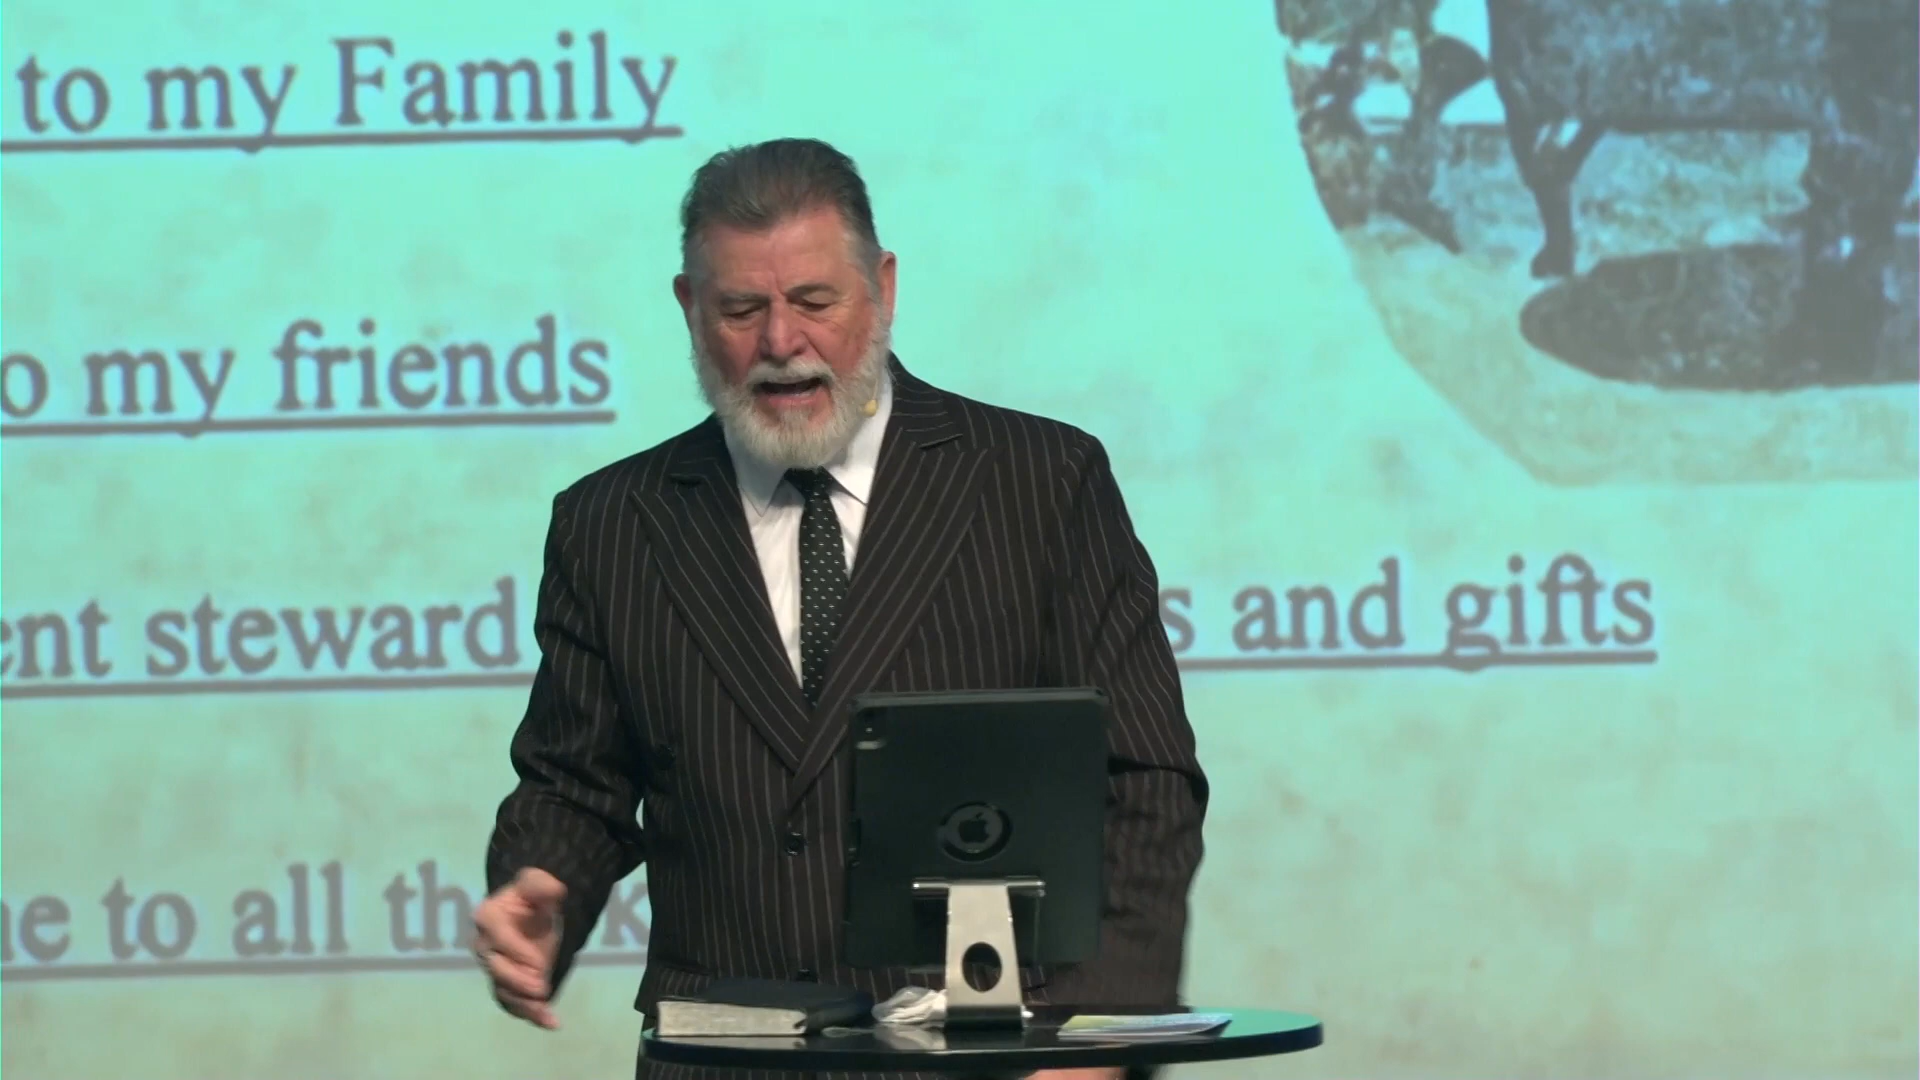 to my Family
o my friends
ent steward s and gifts
e to all th k